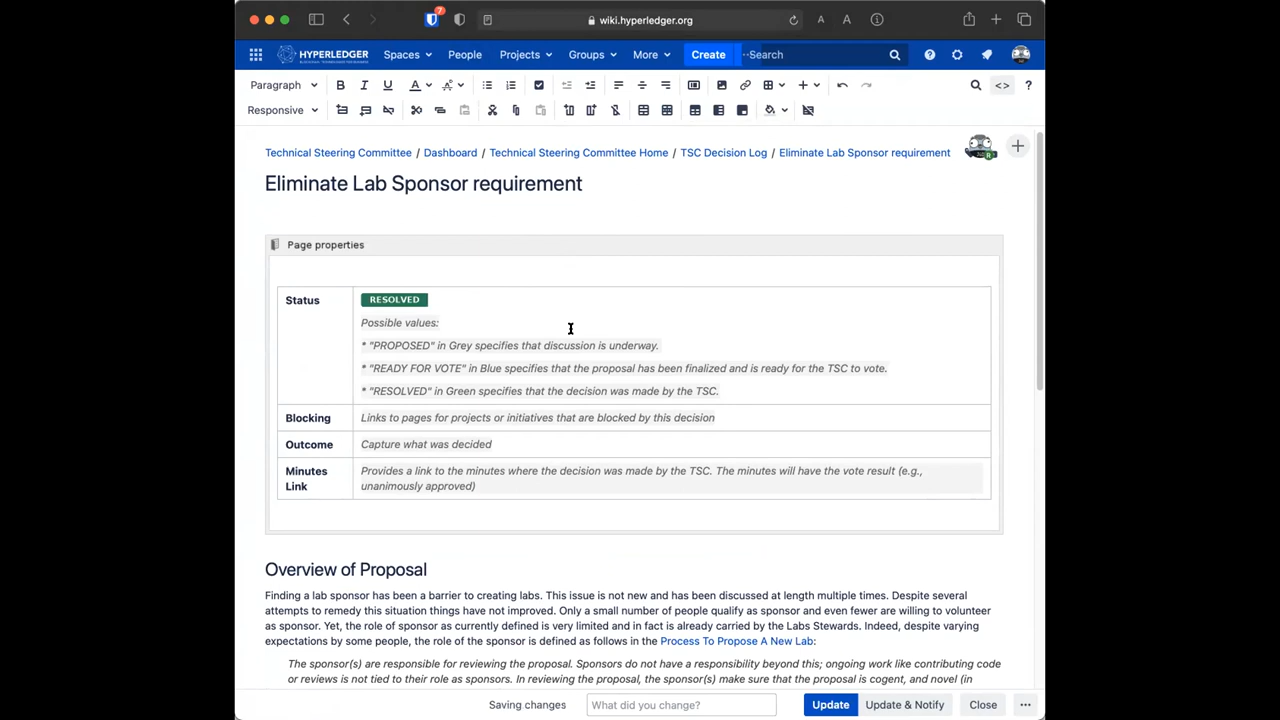 7
wiki.hyperledger.org
A A
HYPERLEDGER
Spaces People Projects Groups More Create Search
Paragraph
Responsive
Technical Steering Committee / Dashboard / Technical Steering Committee Home / TSC Decision Log / Eliminate Lab Sponsor requirement
Eliminate Lab Sponsor requirement
Page properties
Status RESOLVED
Possible values:
* "PROPOSED" in Grey specifies that discussion is underway.
* "READY FOR VOTE" in Blue specifies that the proposal has been finalized and is ready for the TSC to vote.
* "RESOLVED" in Green specifies that the decision was made by the TSC.
Blocking Links to pages for projects or initiatives that are blocked by this decision
Outcome Capture what was decided
Minutes Link Provides a link to the minutes where the decision was made by the TSC. The minutes will have the vote result (e.g.,
unanimously approved)
Overview of Proposal
Finding a lab sponsor has been a barrier to creating labs. This issue is not new and has been discussed at length multiple times. Despite several
attempts to remedy this situation things have not improved. Only a small number of people qualify as sponsor and even fewer are willing to volunteer
as sponsor. Yet, the role of sponsor as currently defined is very limited and in fact is already carried by the Labs Stewards. Indeed, despite varying
expectations by some people, the role of the sponsor is defined as follows in the Process To Propose A New Lab:
The sponsor(s) are responsible for reviewing the proposal. Sponsors do not have a responsibility beyond this; ongoing work like contributing code
or reviews is not tied to their role as sponsors. In reviewing the proposal, the sponsor(s) make sure that the proposal is cogent, and novel (in
Saving changes What did you change? Update Update & Notify Close